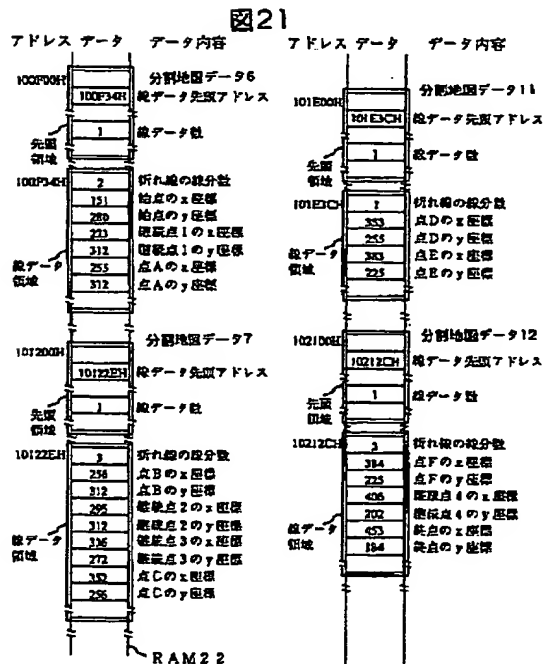 図21
アドレス データ データ内容
100F00H 分割地図データ6
100F34H 線データ先頭アドレス
先頭領域
1 線データ数
100F34H 2 折れ線の線分数
151 始点のx座標
280 始点のy座標
223 継続点1のx座標
312 継続点1のy座標
線データ領域
255 点Aのx座標
312 点Aのy座標
101200H 分割地図データ7
10122EH 線データ先頭アドレス
先頭領域
1 線データ数
10122EH 3 折れ線の線分数
256 点Bのx座標
312 点Bのy座標
295 継続点2のx座標
312 継続点2のy座標
線データ領域
336 継続点3のx座標
272 継続点3のy座標
352 点Cのx座標
256 点Cのy座標
RAM22
アドレス データ データ内容
101E00H 分割地図データ11
101E3CH 線データ先頭アドレス
先頭領域
1 線データ数
101E3CH 折れ線の線分数
353 点Dのx座標
255 点Dのy座標
383 点Eのx座標
225 点Eのy座標
線データ領域
102100H 分割地図データ12
10212CH 線データ先頭アドレス
先頭領域
1 線データ数
10212CH 折れ線の線分数
384 点Fのx座標
225 点Fのy座標
406 継続点4のx座標
202 継続点4のy座標
線データ領域
453 終点のx座標
184 終点のy座標